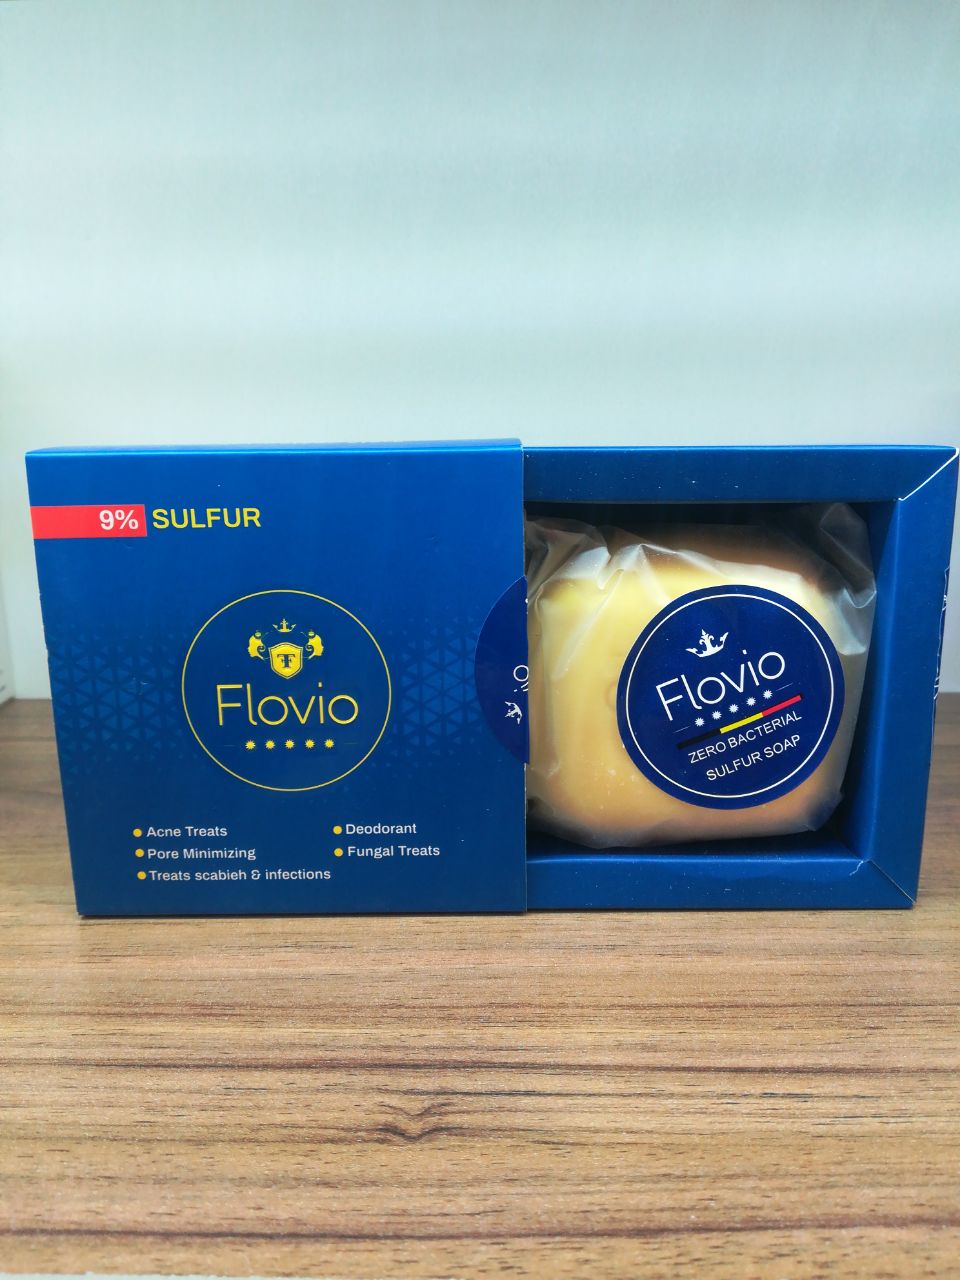 9% SULFUR
Flovio
Acne Treats
Pore Minimizing
Treats scabieh & infections
Deodorant
Fungal Treats
Flovio
ZERO BACTERIAL
SULFUR SOAP